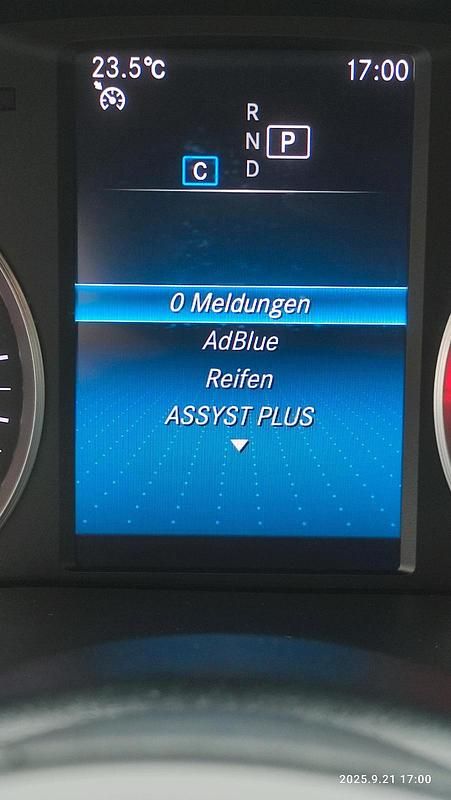 23.5°C 17:00
R
N P
C D
0 Meldungen
AdBlue
Reifen
ASSYST PLUS
2025.9.21 17:00